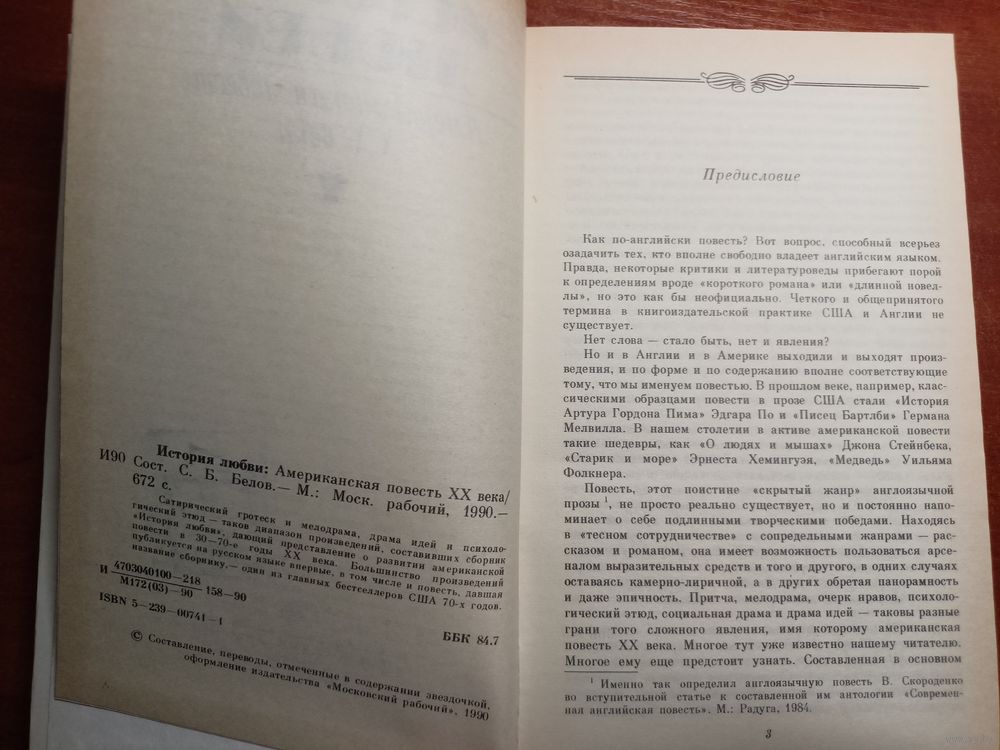 История любви: Американская повесть XX века/
И90 Сост. С. Б. Белов.— М.: Моск. рабочий, 1990.—
672 с.
Сатирический гротеск и мелодрама, драма идей и психоло-
гический этюд — таков диапазон произведений, составивших сборник
«История любви», дающий представление о развитии американской
повести в 30—70-е годы XX века. Большинство произведений
публикуется на русском языке впервые, в том числе и повесть, давшая
название сборнику,— один из главных бестселлеров США 70-х годов.
И 4703040100—218
М172(03)—90
158—90
ISBN 5—239—00741—1
ББК 84.7
© Составление, переводы, отмеченные в содержании звездочкой,
оформление издательства «Московский рабочий», 1990
Предисловие
Как по-английски повесть? Вот вопрос, способный всерьез
озадачить тех, кто вполне свободно владеет английским языком.
Правда, некоторые критики и литературоведы прибегают порой
к определениям вроде «короткого романа» или «длинной новел-
лы», но это как бы неофициально. Четкого и общепринятого
термина в книгоиздательской практике США и Англии не
существует.
Нет слова — стало быть, нет и явления?
Но и в Англии и в Америке выходили и выходят произ-
ведения, и по форме и по содержанию вполне соответствующие
тому, что мы именуем повестью. В прошлом веке, например, клас-
сическими образцами повести в прозе США стали «История
Артура Гордона Пима» Эдгара По и «Писец Бартлби» Германа
Мелвилла. В нашем столетии в активе американской повести
такие шедевры, как «О людях и мышах» Джона Стейнбека,
«Старик и море» Эрнеста Хемингуэя, «Медведь» Уильяма
Фолкнера.
Повесть, этот поистине «скрытый жанр» англоязычной
прозы ¹, не просто реально существует, но и постоянно напо-
минает о себе подлинными творческими победами. Находясь
в «тесном сотрудничестве» с сопредельными жанрами — рас-
сказом и романом, она имеет возможность пользоваться арсе-
налом выразительных средств и того и другого, в одних случаях
оставаясь камерно-лиричной, а в других обретая панорамность
и даже эпичность. Притча, мелодрама, очерк нравов, психоло-
гический этюд, социальная драма и драма идей — таковы разные
грани того сложного явления, имя которому американская
повесть XX века. Многое тут уже известно нашему читателю.
Многое ему еще предстоит узнать. Составленная в основном
¹ Именно так определил англоязычную повесть В. Скороденко
во вступительной статье к составленной им антологии «Современ-
ная английская повесть». М.: Радуга, 1984.
3